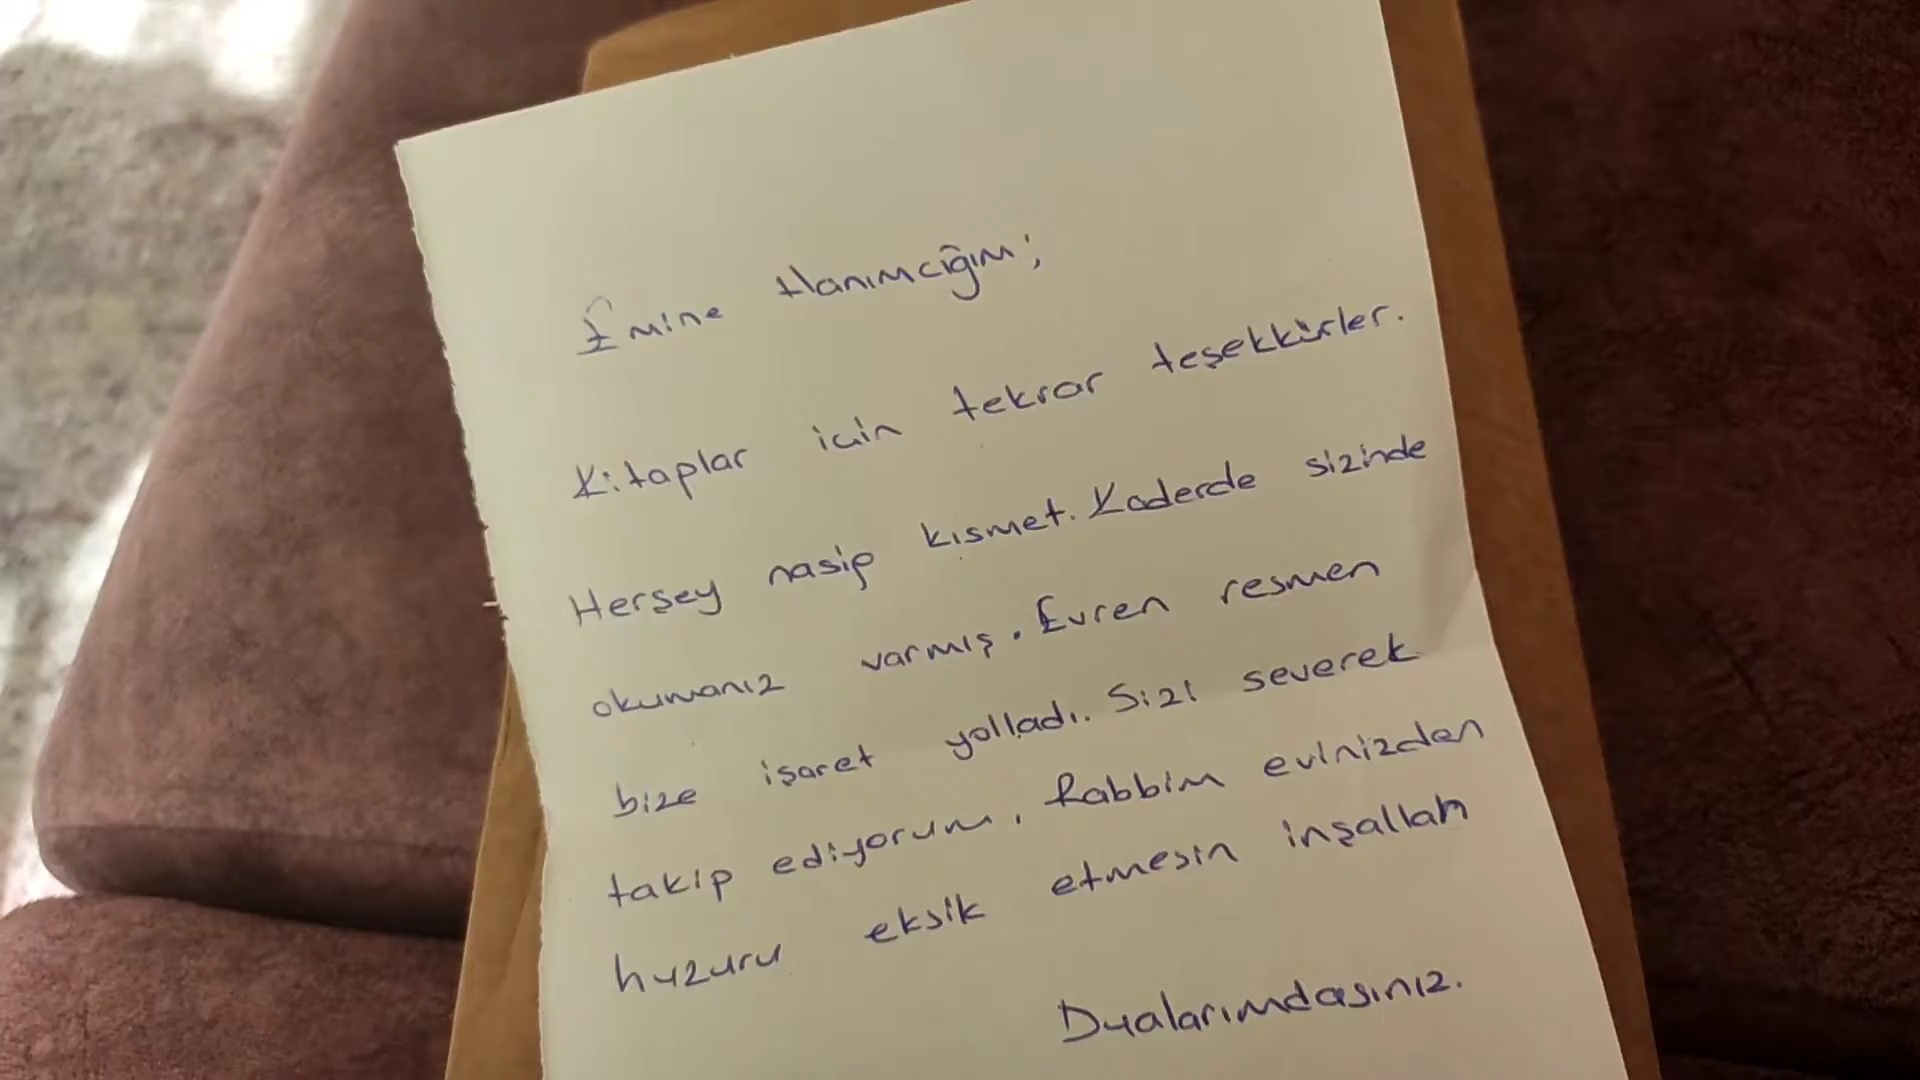 Emine Hanımcığım;
Kitaplar için tekrar teşekkürler.
Herşey nasip kısmet. Kaderde sizinde
okumanız varmış. Evren resmen
bize işaret yolladı. Sizi severek
takip ediyorum. Rabbim evinizden
huzuru eksik etmesin inşallah
Dualarımdasınız.